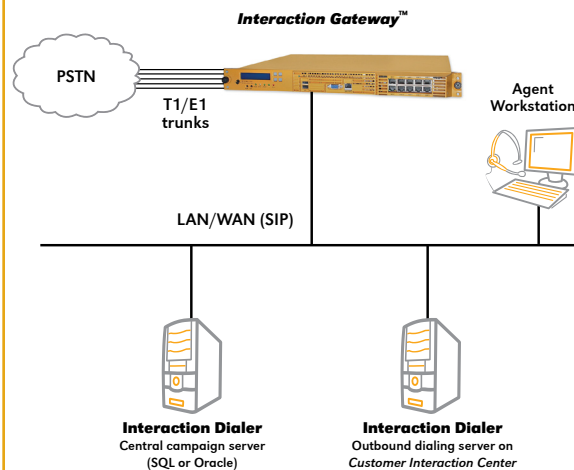 Interaction Gateway™
PSTN
T1/E1
trunks
Agent
Workstation
LAN/WAN (SIP)
Interaction Dialer
Central campaign server
(SQL or Oracle)
Interaction Dialer
Outbound dialing server on
Customer Interaction Center